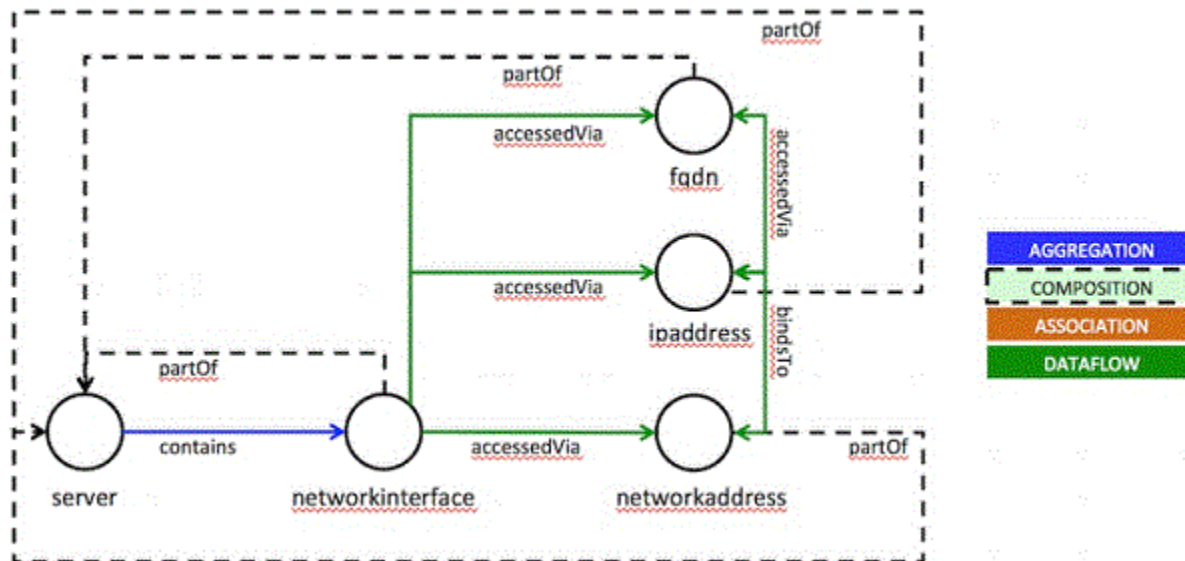 partOf
partOf
accessedVia
fqdn
accessedVia
accessedVia
ipaddress
bindsTo
partOf
contains
accessedVia
partOf
server
networkinterface
networkaddress
AGGREGATION
COMPOSITION
ASSOCIATION
DATAFLOW